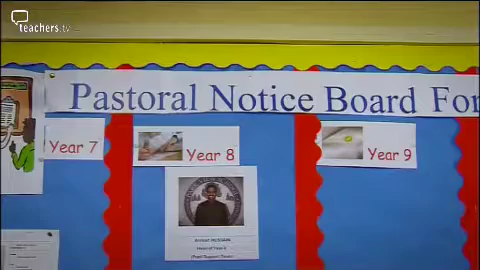 teachers.tv
Pastoral Notice Board For
Year 7
Year 8
Year 9